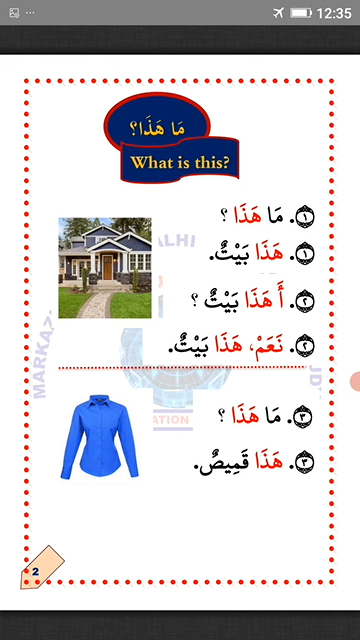 12:35
مَا هَذَا؟
What is this?
١. مَا هَذَا ؟
١. هَذَا بَيْتٌ.
٢. أَ هَذَا بَيْتٌ ؟
٢. نَعَمْ، هَذَا بَيْتٌ.
٣. مَا هَذَا ؟
٣. هَذَا قَمِيصٌ.
2